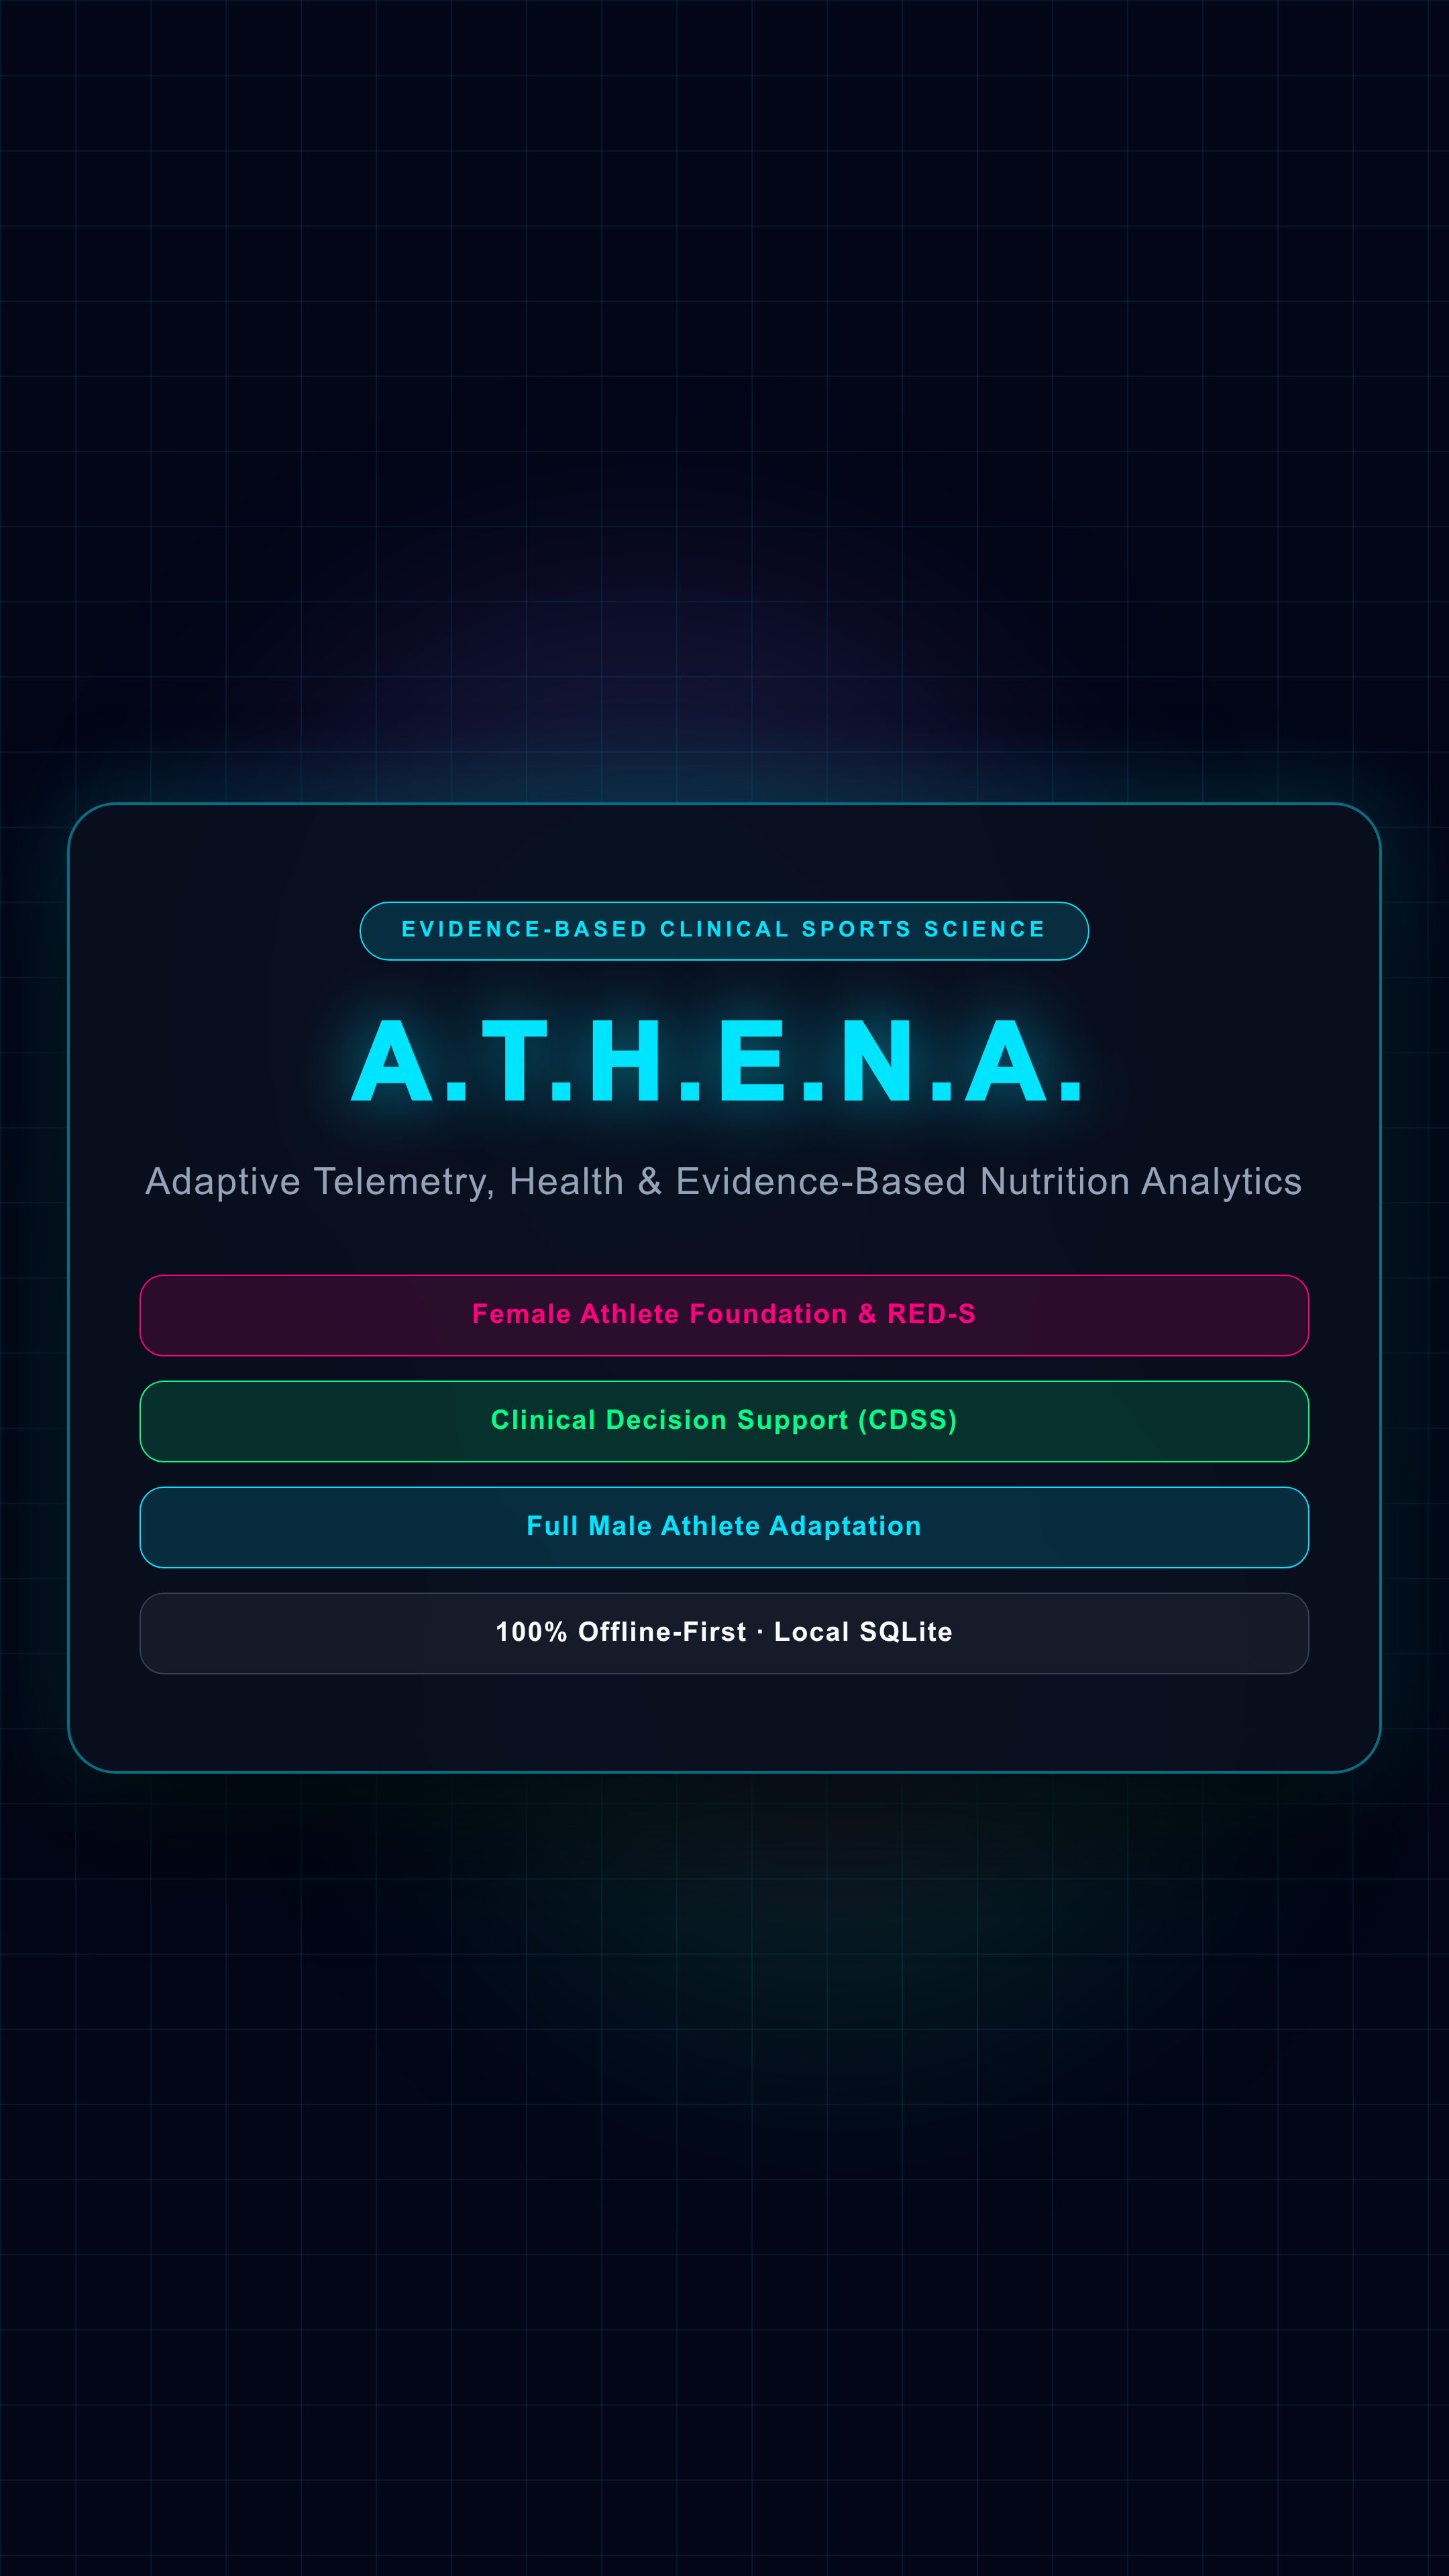 EVIDENCE-BASED CLINICAL SPORTS SCIENCE
A.T.H.E.N.A.
Adaptive Telemetry, Health & Evidence-Based Nutrition Analytics
Female Athlete Foundation & RED-S
Clinical Decision Support (CDSS)
Full Male Athlete Adaptation
100% Offline-First · Local SQLite